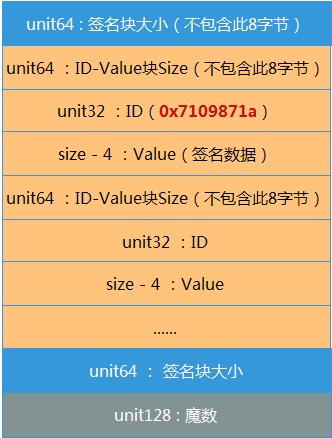 unit64 : 签名块大小（不包含此8字节）
unit64 ：ID-Value块Size（不包含此8字节）
unit32 ：ID（0x7109871a）
size - 4 ：Value（签名数据）
unit64 ：ID-Value块Size（不包含此8字节）
unit32 ：ID
size - 4 ：Value
......
unit64 ： 签名块大小
unit128 : 魔数